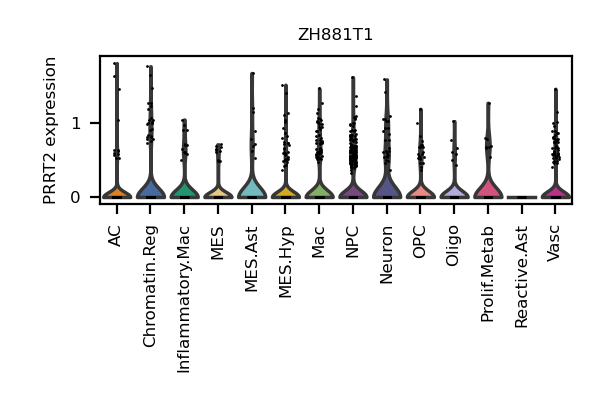 ZH881T1
PRRT2 expression
1
0
AC
Chromatin.Reg
Inflammatory.Mac
MES
MES.Ast
MES.Hyp
Mac
NPC
Neuron
OPC
Oligo
Prolif.Metab
Reactive.Ast
Vasc